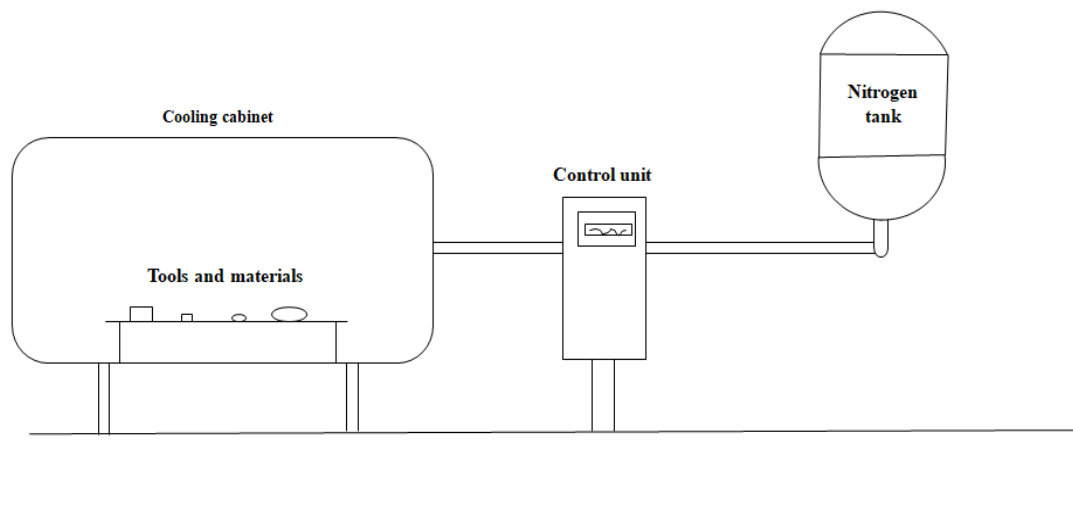 Nitrogen
tank
Cooling cabinet
Control unit
Tools and materials